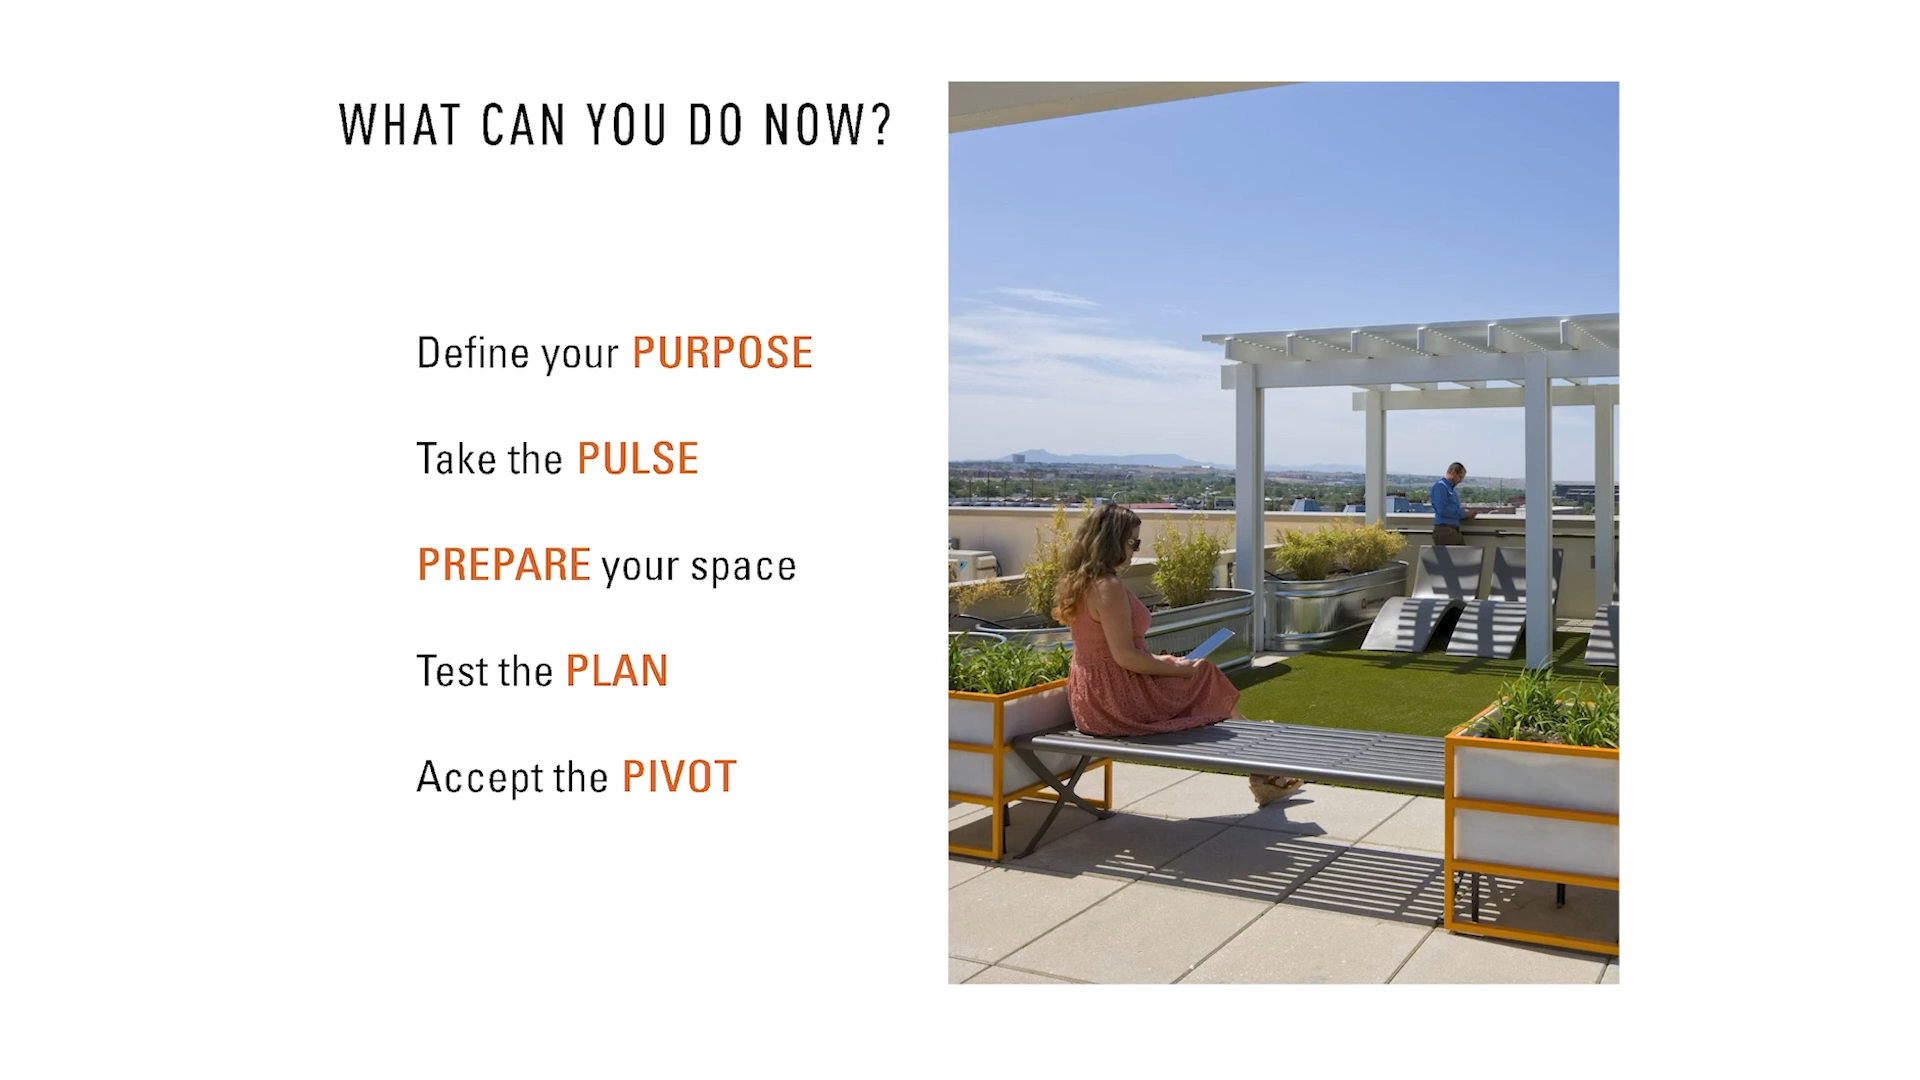 WHAT CAN YOU DO NOW?
Define your PURPOSE
Take the PULSE
PREPARE your space
Test the PLAN
Accept the PIVOT